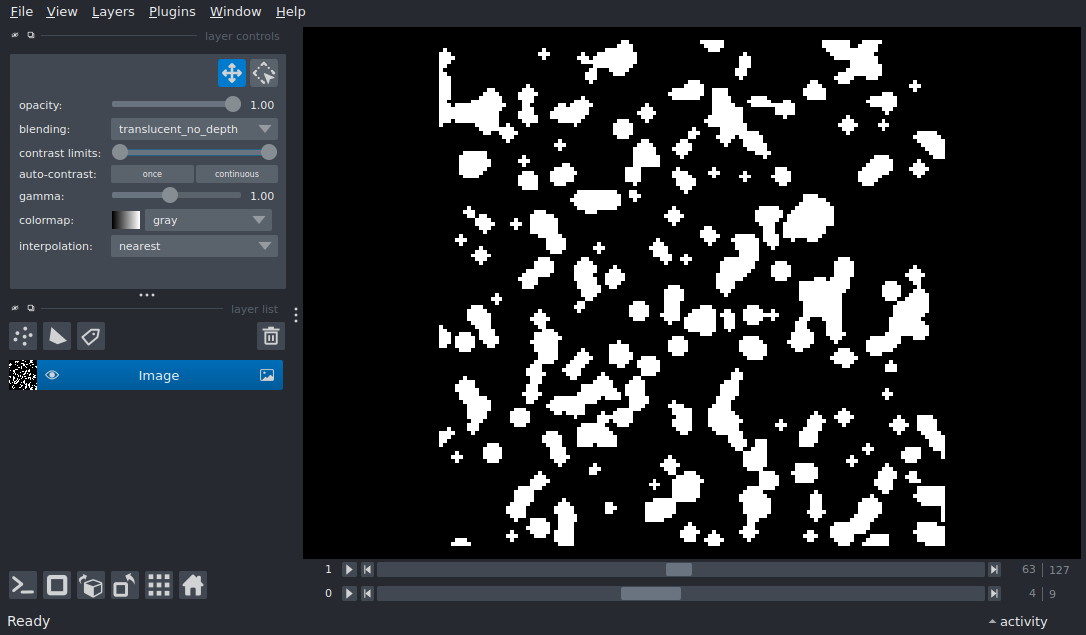 File View Layers Plugins Window Help
layer controls
opacity: 1.00
blending: translucent_no_depth
contrast limits:
auto-contrast: once continuous
gamma: 1.00
colormap: gray
interpolation: nearest
layer list
Image
1 63 127
0 4 9
Ready activity